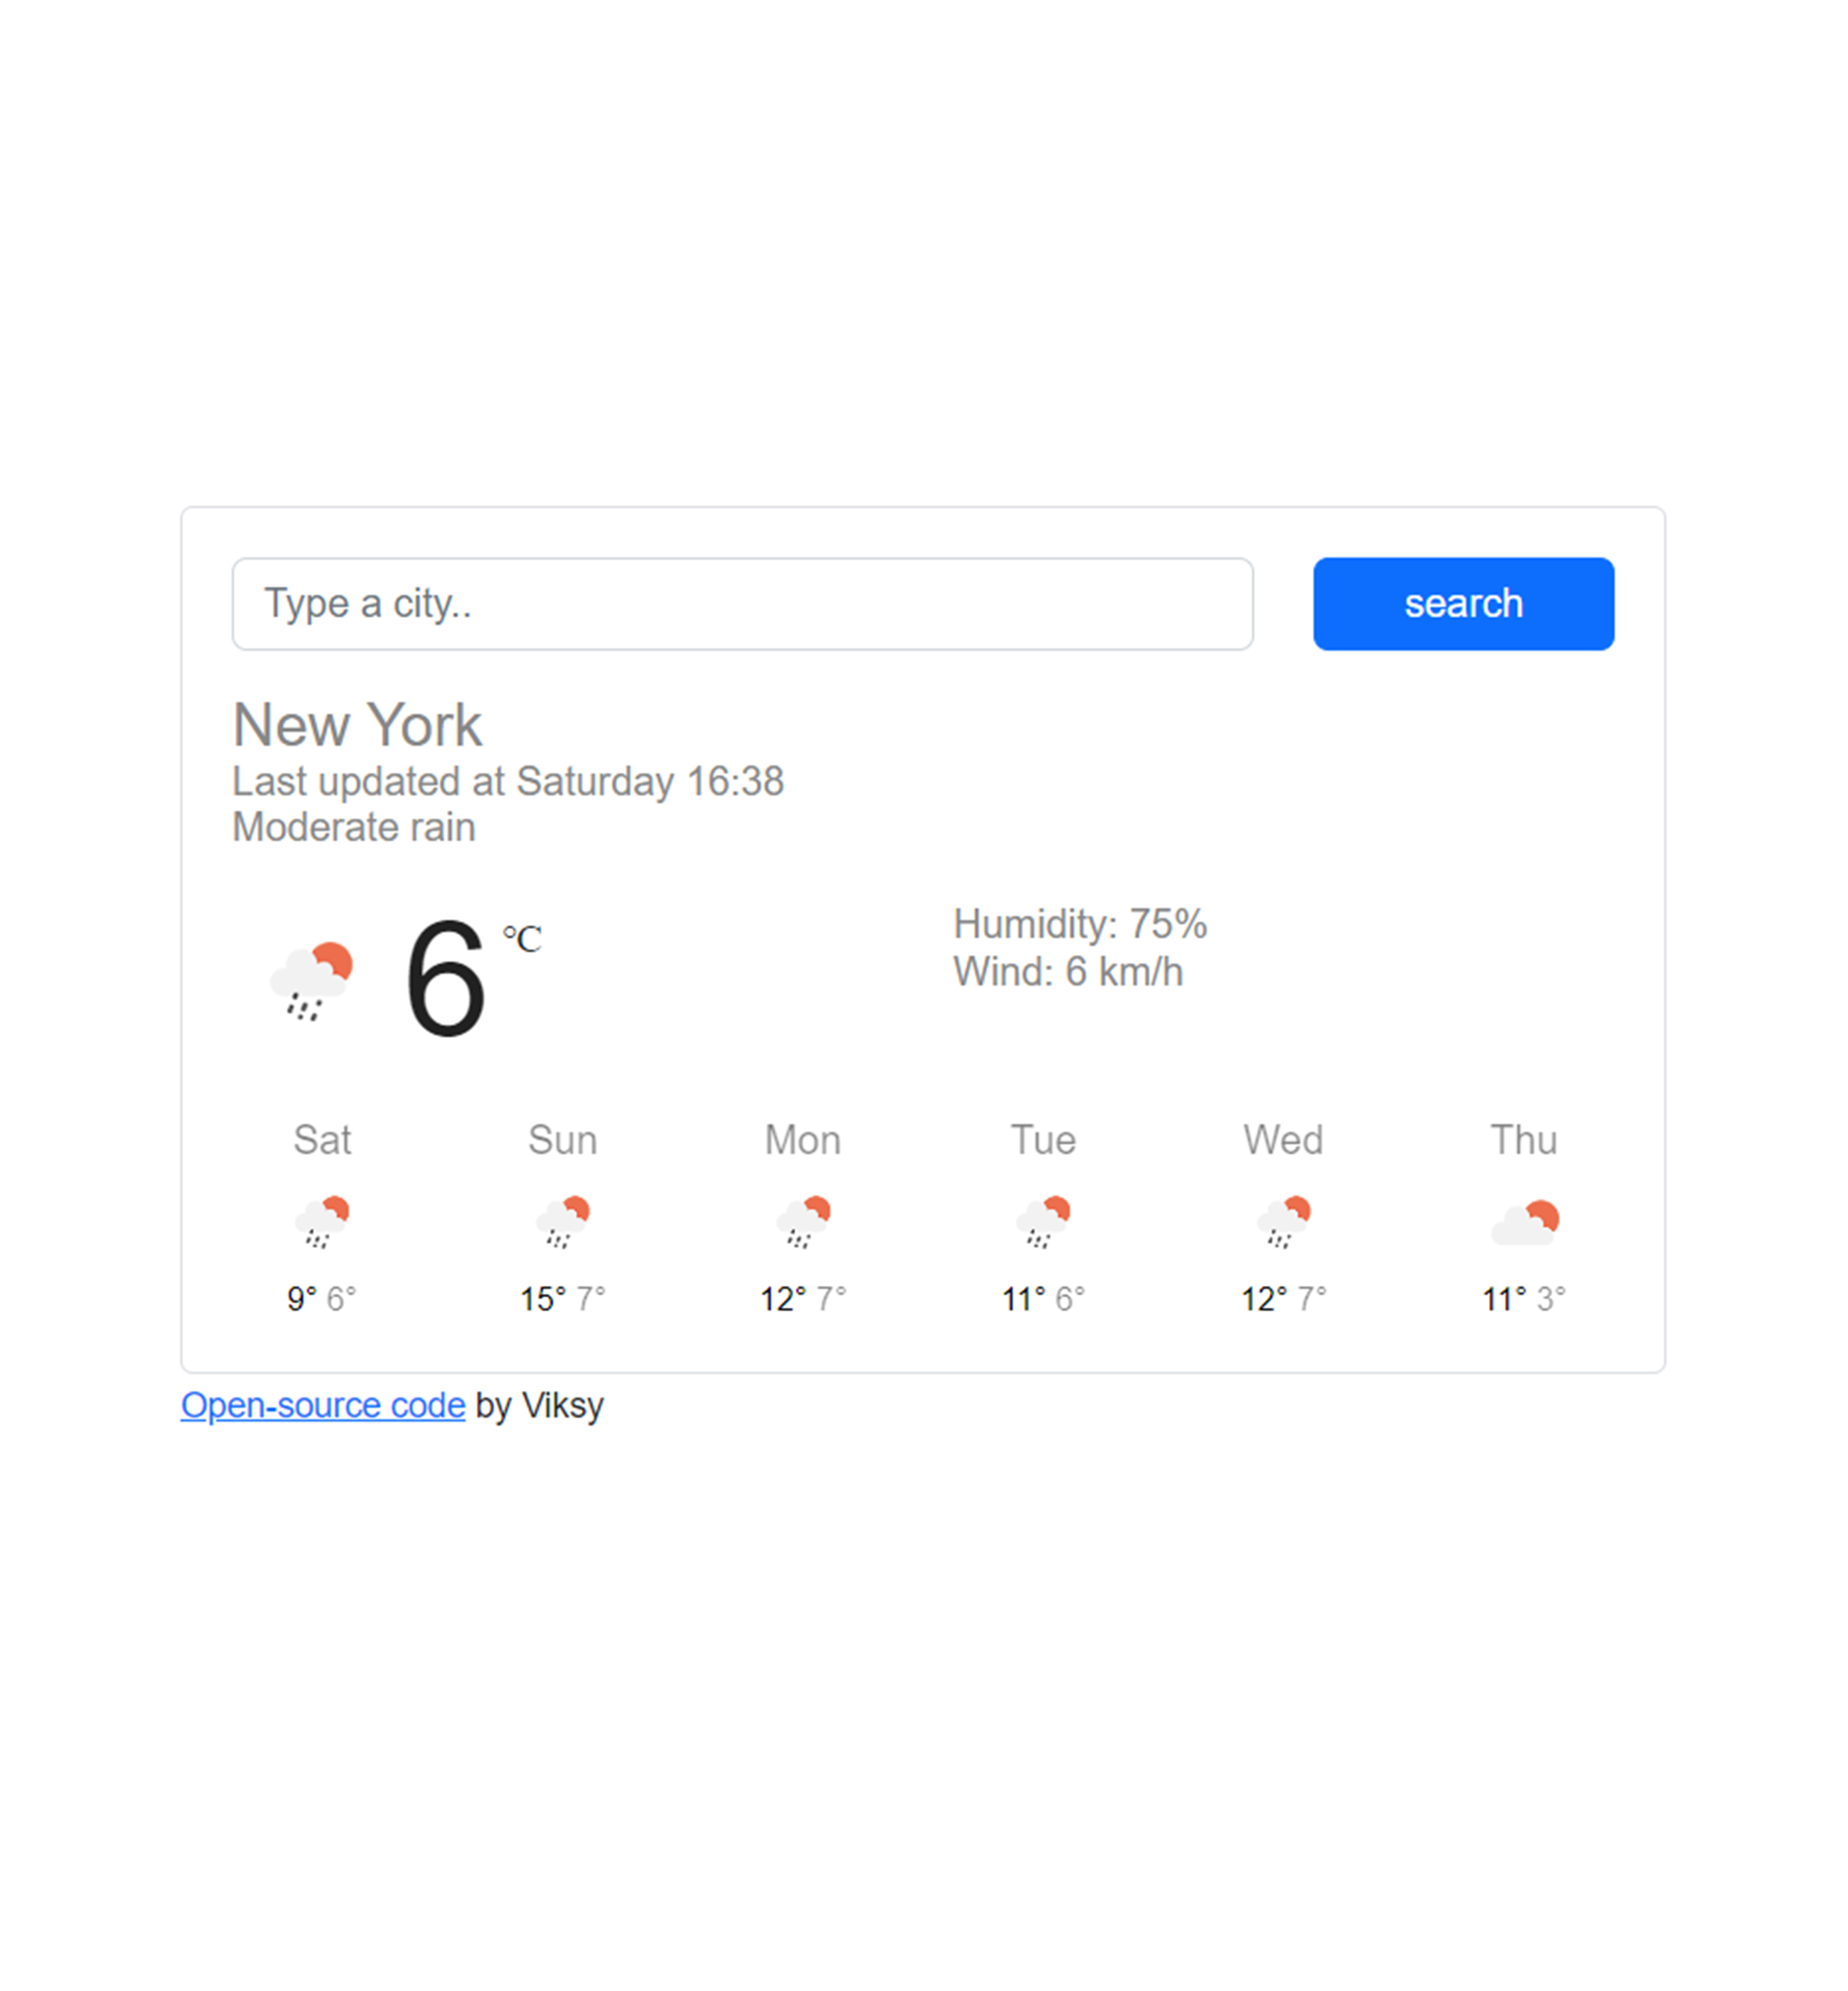 Type a city..
search
New York
Last updated at Saturday 16:38
Moderate rain
6 °C
Humidity: 75%
Wind: 6 km/h
Sat Sun Mon Tue Wed Thu
9° 6° 15° 7° 12° 7° 11° 6° 12° 7° 11° 3°
Open-source code by Viksy